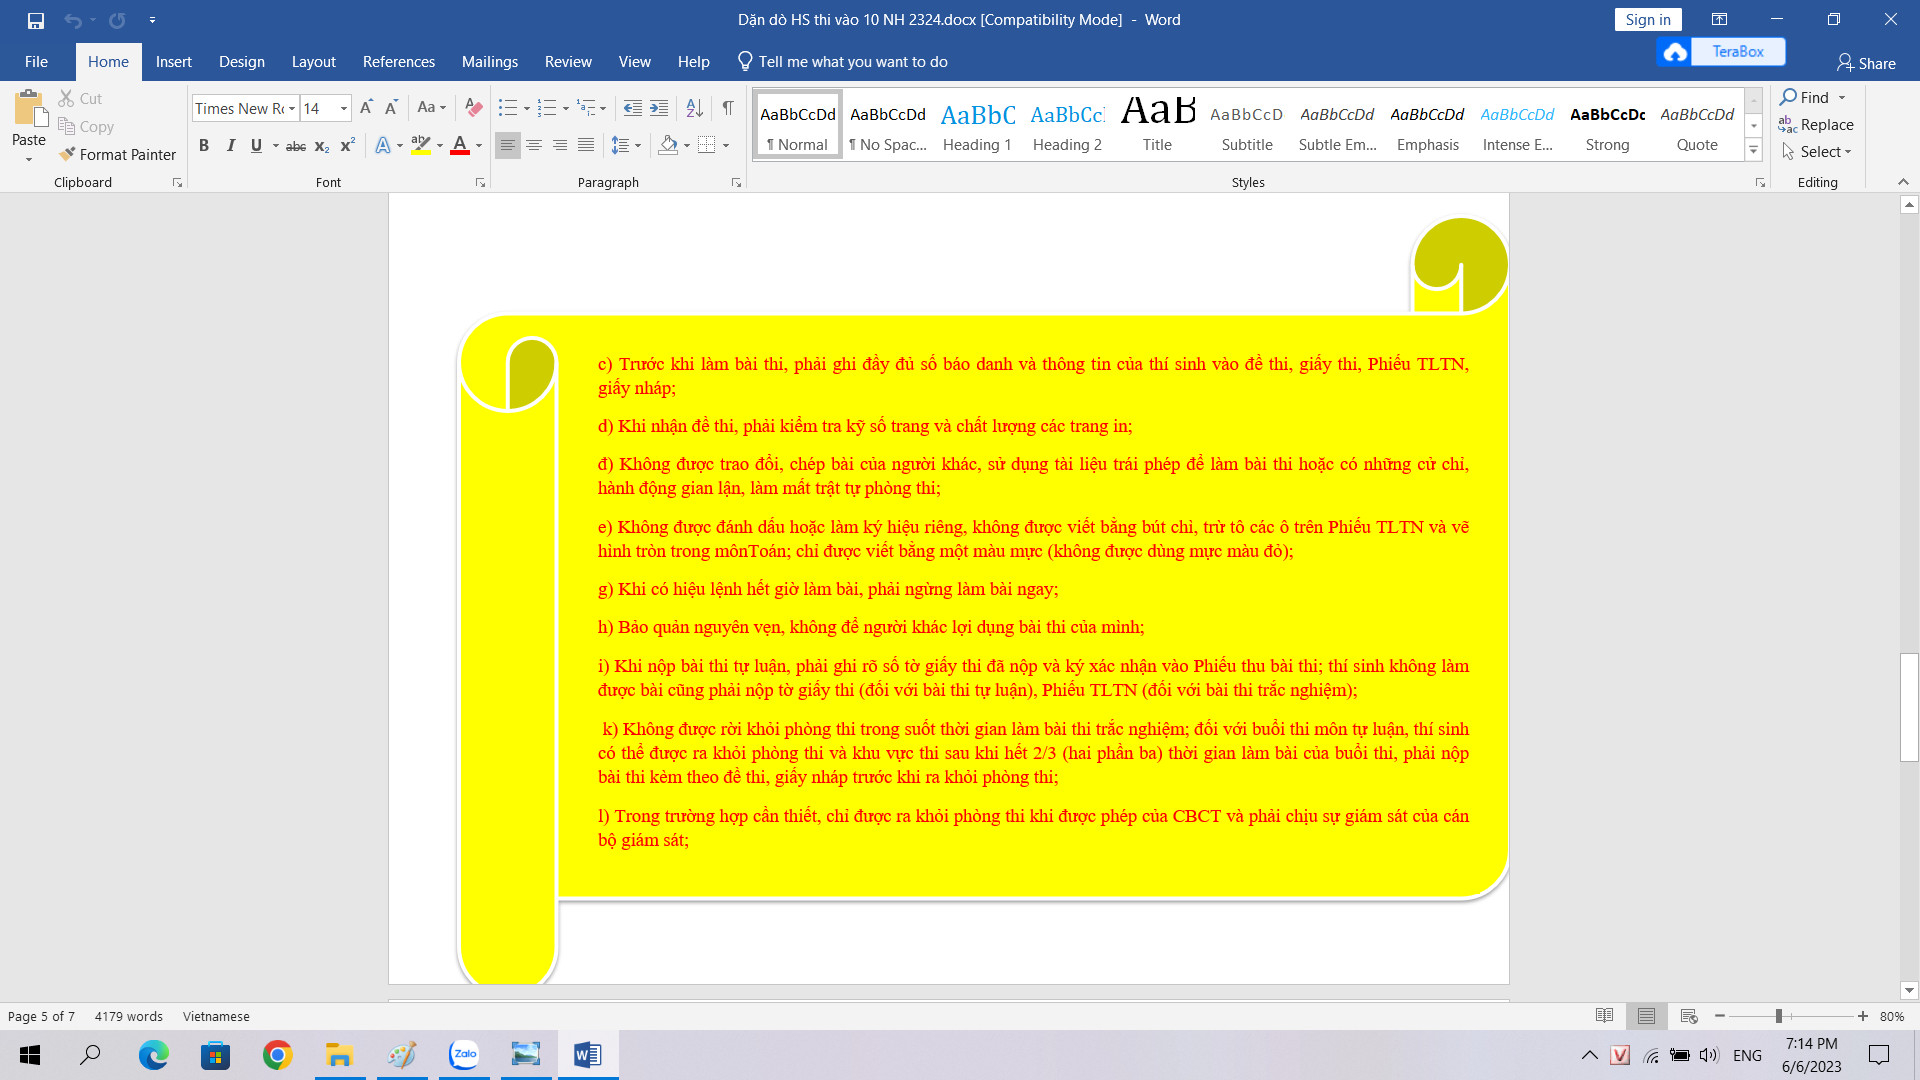 Dặn dò HS thi vào 10 NH 2324.docx [Compatibility Mode] - Word
Sign in
TeraBox
File Home Insert Design Layout References Mailings Review View Help Tell me what you want to do
Share
Paste
Cut
Copy
Format Painter
Clipboard
Times New Ro
14
Aa
B I U abc x₂ x²
Font
Paragraph
AaBbCcDd AaBbCcDd AaBbC AaBbCc AaB AaBbCcD AaBbCcDd AaBbCcDd AaBbCcDd AaBbCcDc AaBbCcDd
¶ Normal ¶ No Spac... Heading 1 Heading 2 Title Subtitle Subtle Em... Emphasis Intense E... Strong Quote
Styles
Find
Replace
Select
Editing
c) Trước khi làm bài thi, phải ghi đầy đủ số báo danh và thông tin của thí sinh vào đề thi, giấy thi, Phiếu TLTN,
giấy nháp;
d) Khi nhận đề thi, phải kiểm tra kỹ số trang và chất lượng các trang in;
đ) Không được trao đổi, chép bài của người khác, sử dụng tài liệu trái phép để làm bài thi hoặc có những cử chỉ,
hành động gian lận, làm mất trật tự phòng thi;
e) Không được đánh dấu hoặc làm ký hiệu riêng, không được viết bằng bút chì, trừ tô các ô trên Phiếu TLTN và vẽ
hình tròn trong mônToán; chỉ được viết bằng một màu mực (không được dùng mực màu đỏ);
g) Khi có hiệu lệnh hết giờ làm bài, phải ngừng làm bài ngay;
h) Bảo quản nguyên vẹn, không để người khác lợi dụng bài thi của mình;
i) Khi nộp bài thi tự luận, phải ghi rõ số tờ giấy thi đã nộp và ký xác nhận vào Phiếu thu bài thi; thí sinh không làm
được bài cũng phải nộp tờ giấy thi (đối với bài thi tự luận), Phiếu TLTN (đối với bài thi trắc nghiệm);
k) Không được rời khỏi phòng thi trong suốt thời gian làm bài thi trắc nghiệm; đối với buổi thi môn tự luận, thí sinh
có thể được ra khỏi phòng thi và khu vực thi sau khi hết 2/3 (hai phần ba) thời gian làm bài của buổi thi, phải nộp
bài thi kèm theo đề thi, giấy nháp trước khi ra khỏi phòng thi;
l) Trong trường hợp cần thiết, chỉ được ra khỏi phòng thi khi được phép của CBCT và phải chịu sự giám sát của cán
bộ giám sát;
Page 5 of 7 4179 words Vietnamese
80%
Zalo
ENG
7:14 PM
6/6/2023